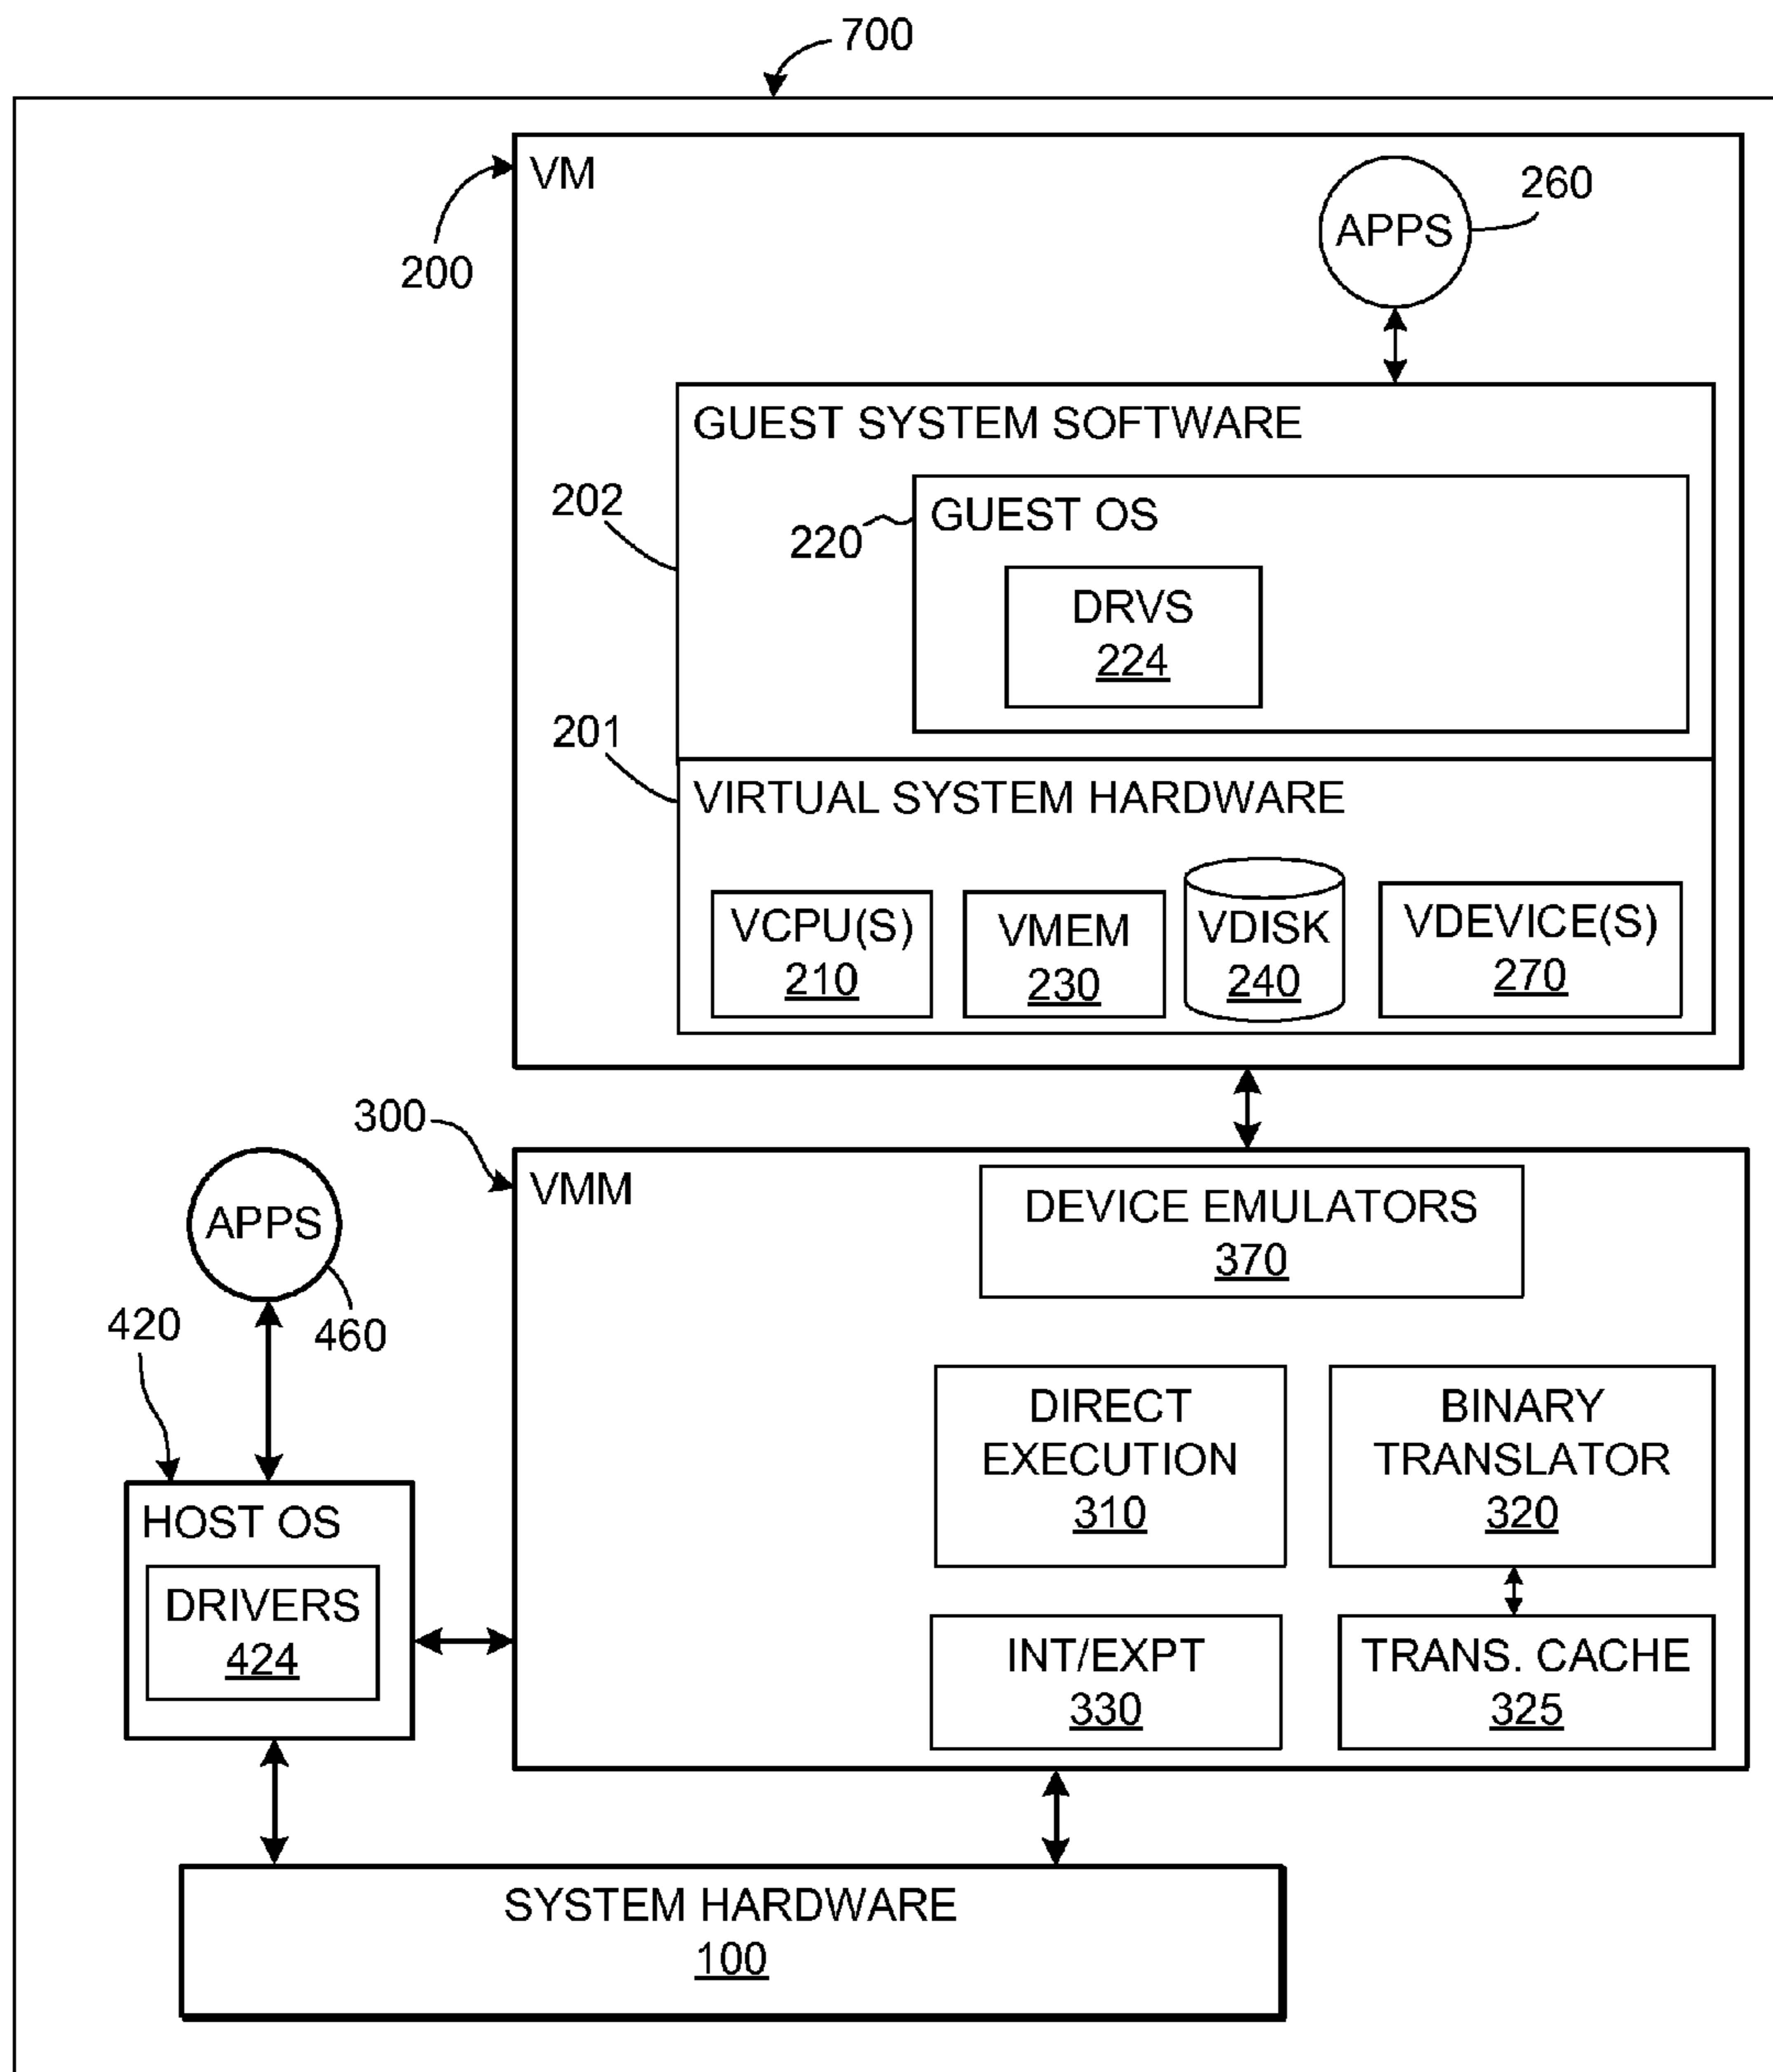 700
VM
200
APPS
260
GUEST SYSTEM SOFTWARE
202
GUEST OS
220
DRVS
224
201
VIRTUAL SYSTEM HARDWARE
VCPU(S)
210
VMEM
230
VDISK
240
VDEVICE(S)
270
300
VMM
DEVICE EMULATORS
370
APPS
460
420
DIRECT
EXECUTION
310
BINARY
TRANSLATOR
320
HOST OS
DRIVERS
424
INT/EXPT
330
TRANS. CACHE
325
SYSTEM HARDWARE
100